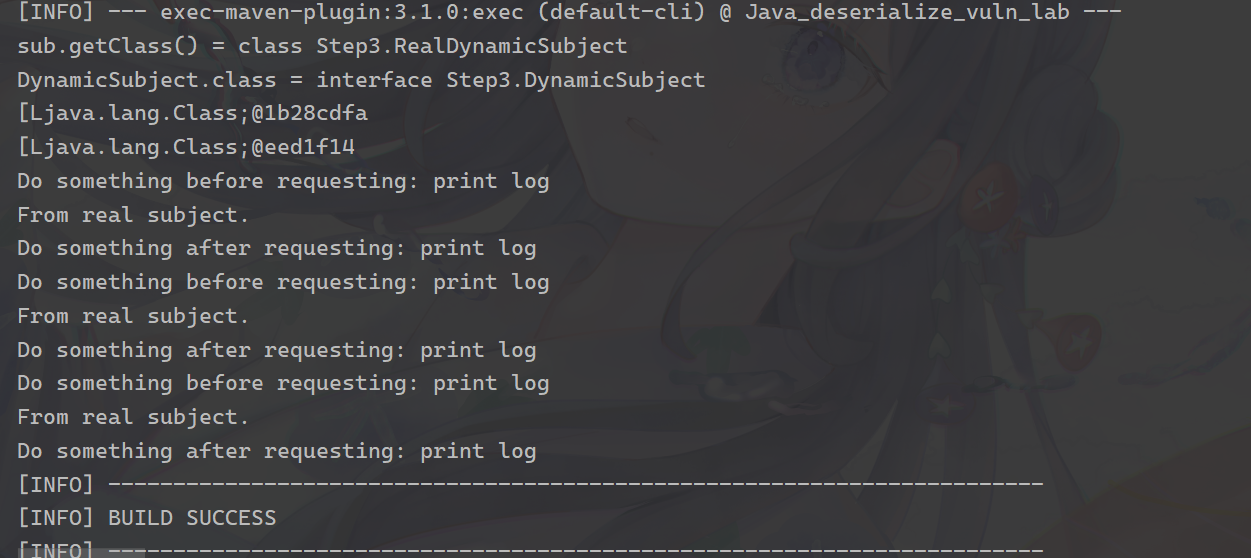 [INFO] --- exec-maven-plugin:3.1.0:exec (default-cli) @ Java_deserialize_vuln_lab ---
sub.getClass() = class Step3.RealDynamicSubject
DynamicSubject.class = interface Step3.DynamicSubject
[Ljava.lang.Class;@1b28cdfa
[Ljava.lang.Class;@eed1f14
Do something before requesting: print log
From real subject.
Do something after requesting: print log
Do something before requesting: print log
From real subject.
Do something after requesting: print log
Do something before requesting: print log
From real subject.
Do something after requesting: print log
[INFO] ------------------------------------------------------------------------
[INFO] BUILD SUCCESS
[INFO] ------------------------------------------------------------------------